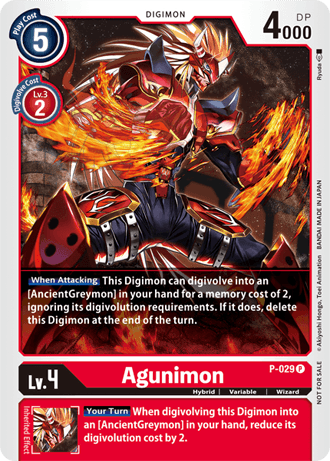 Play Cost
5
DIGIMON
4000
DP
Digivolve Cost
Lv.3
2
Ryuda
When Attacking This Digimon can digivolve into an
[AncientGreymon] in your hand for a memory cost of 2,
ignoring its digivolution requirements. If it does, delete
this Digimon at the end of the turn.
© Akiyoshi Hongo, Toei Animation BANDAI MADE IN JAPAN
NOT FOR SALE
P-029 P
Lv.4
Agunimon
Hybrid | Variable | Wizard
Inherited Effect
Your Turn When digivolving this Digimon into
an [AncientGreymon] in your hand, reduce its
digivolution cost by 2.